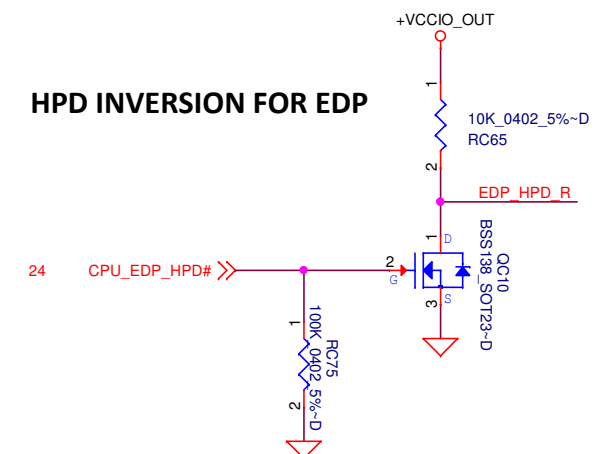 +VCCIO_OUT
HPD INVERSION FOR EDP
1
10K_0402_5%~D
RC65
2
EDP_HPD_R
1
D
QC10
BSS138_SOT23~D
24
CPU_EDP_HPD#
2
G
3
S
1
RC75
100K_0402_5%~D
2